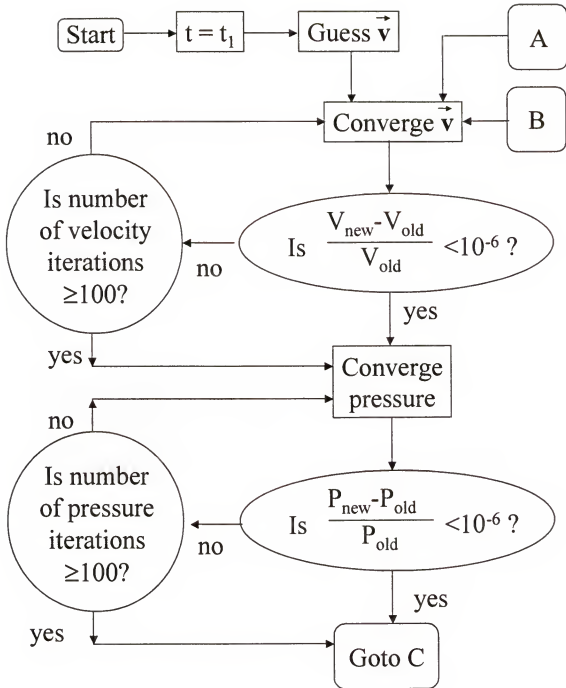 Start
t = t₁
Guess v⃗
A
Converge v⃗
B
no
Is number
of velocity
iterations
≥100?
no
Is (V_new-V_old)/V_old <10⁻⁶ ?
yes
yes
Converge
pressure
no
Is number
of pressure
iterations
≥100?
no
Is (P_new-P_old)/P_old <10⁻⁶ ?
yes
yes
Goto C